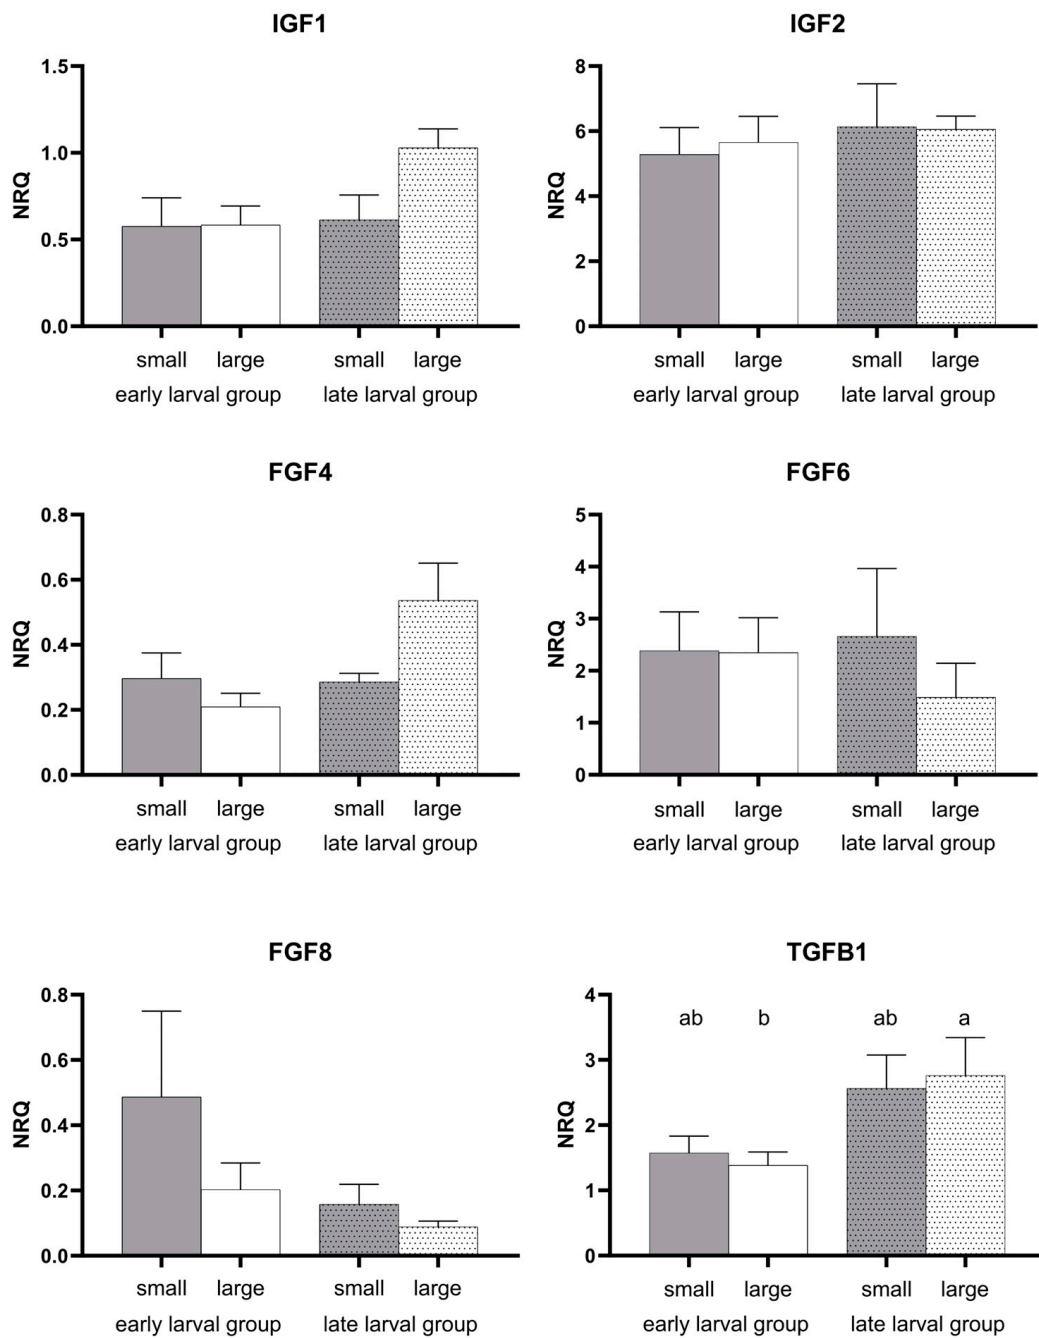 IGF1
1.5
1.0
0.5
0.0
NRQ
small large small large
early larval group late larval group
IGF2
8
6
4
2
0
NRQ
small large small large
early larval group late larval group
FGF4
0.8
0.6
0.4
0.2
0.0
NRQ
small large small large
early larval group late larval group
FGF6
5
4
3
2
1
0
NRQ
small large small large
early larval group late larval group
FGF8
0.8
0.6
0.4
0.2
0.0
NRQ
small large small large
early larval group late larval group
TGFB1
4
3
2
1
0
NRQ
ab b ab a
small large small large
early larval group late larval group